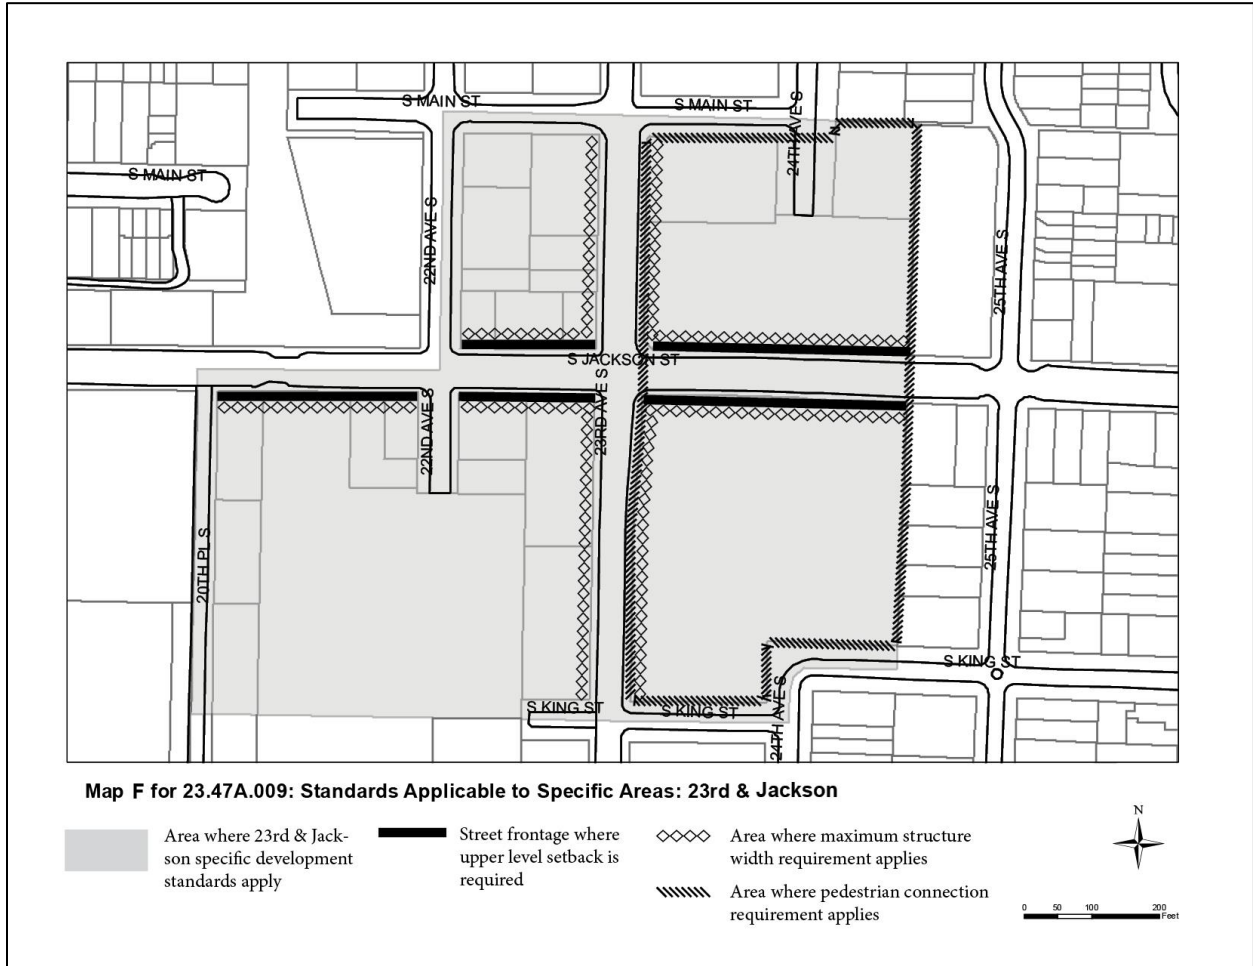 S MAIN ST
S MAIN ST
24TH AVE S
S MAIN ST
22ND AVE S
25TH AVE S
S JACKSON ST
23RD AVE S
22ND AVE S
25TH AVE S
20TH PL S
S KING ST
S KING ST
S KING ST
24TH AVE S
Map F for 23.47A.009: Standards Applicable to Specific Areas: 23rd & Jackson
Area where 23rd & Jack-
son specific development
standards apply
Street frontage where
upper level setback is
required
Area where maximum structure
width requirement applies
Area where pedestrian connection
requirement applies
N
0 50 100 200
Feet